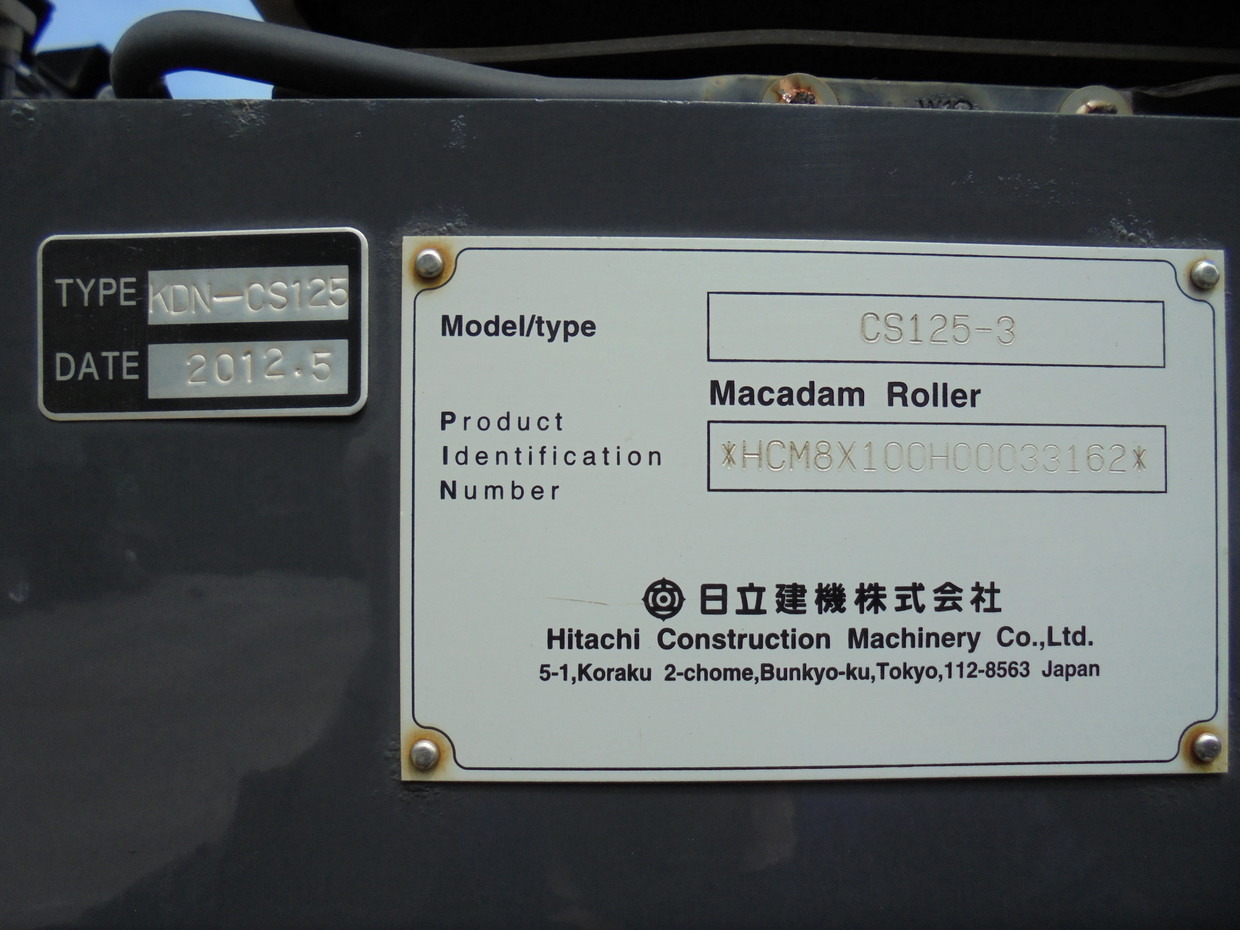 TYPE KDN-CS125
DATE 2012.5
Model/type CS125-3
Macadam Roller
Product
Identification
Number
*HCM8X100H00033162*
日立建機株式会社
Hitachi Construction Machinery Co.,Ltd.
5-1,Koraku 2-chome,Bunkyo-ku,Tokyo,112-8563 Japan